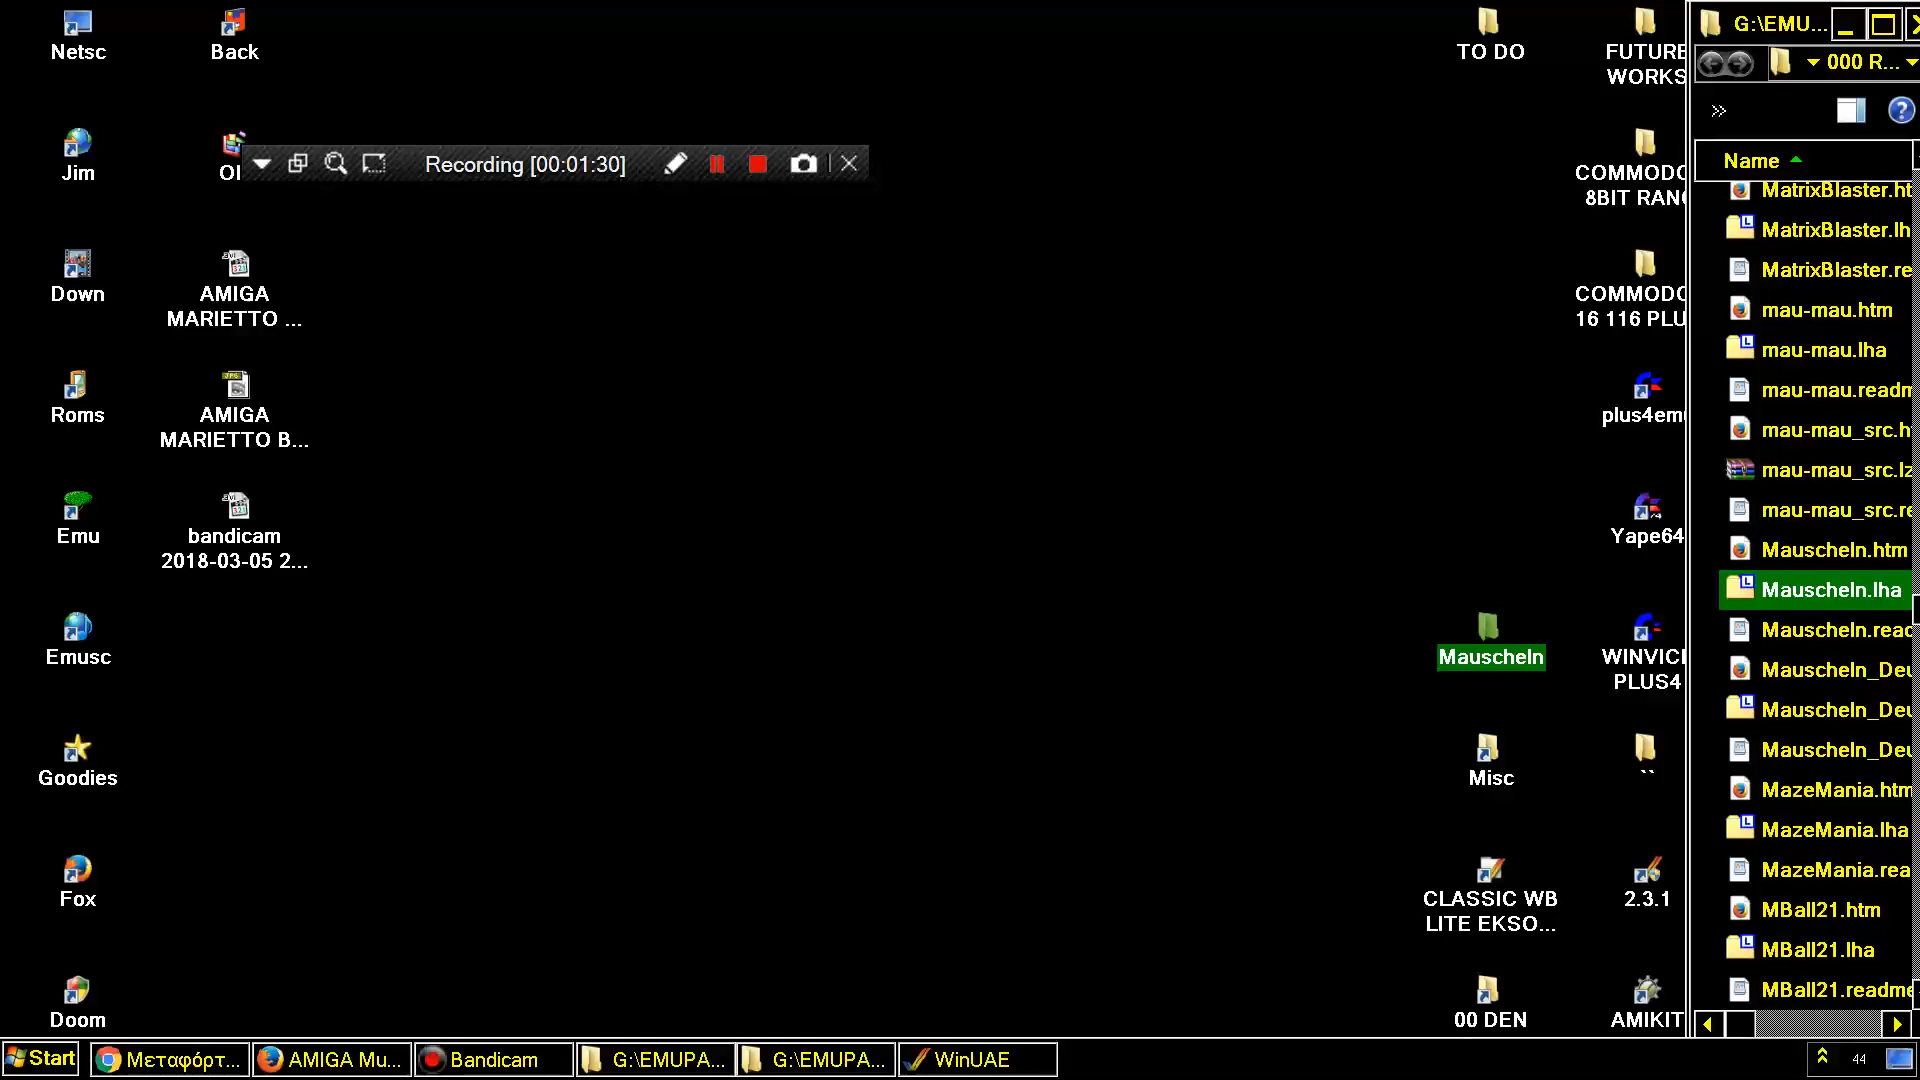 Netsc
Back
TO DO
FUTURE
WORKS
G:\EMU...
000 R...
Jim
Ol
Recording [00:01:30]
COMMODO
8BIT RAN
Name
MatrixBlaster.ht
MatrixBlaster.lh
MatrixBlaster.re
mau-mau.htm
mau-mau.lha
mau-mau.readm
mau-mau_src.h
mau-mau_src.lz
mau-mau_src.re
Mauscheln.htm
Mauscheln.lha
Mauscheln.read
Mauscheln_Deu
Mauscheln_Deu
Mauscheln_Deu
MazeMania.htm
MazeMania.lha
MazeMania.rea
MBall21.htm
MBall21.lha
MBall21.readme
Down
AMIGA
MARIETTO ...
COMMODO
16 116 PLU
Roms
AMIGA
MARIETTO B...
plus4emu
Emu
bandicam
2018-03-05 2...
Yape64
Emusc
Mauscheln
WINVICE
PLUS4
Goodies
Misc
``
Fox
CLASSIC WB
LITE EKSO...
2.3.1
Doom
00 DEN
AMIKIT
Start
Μεταφόρτ...
AMIGA Mu...
Bandicam
G:\EMUPA...
G:\EMUPA...
WinUAE
44